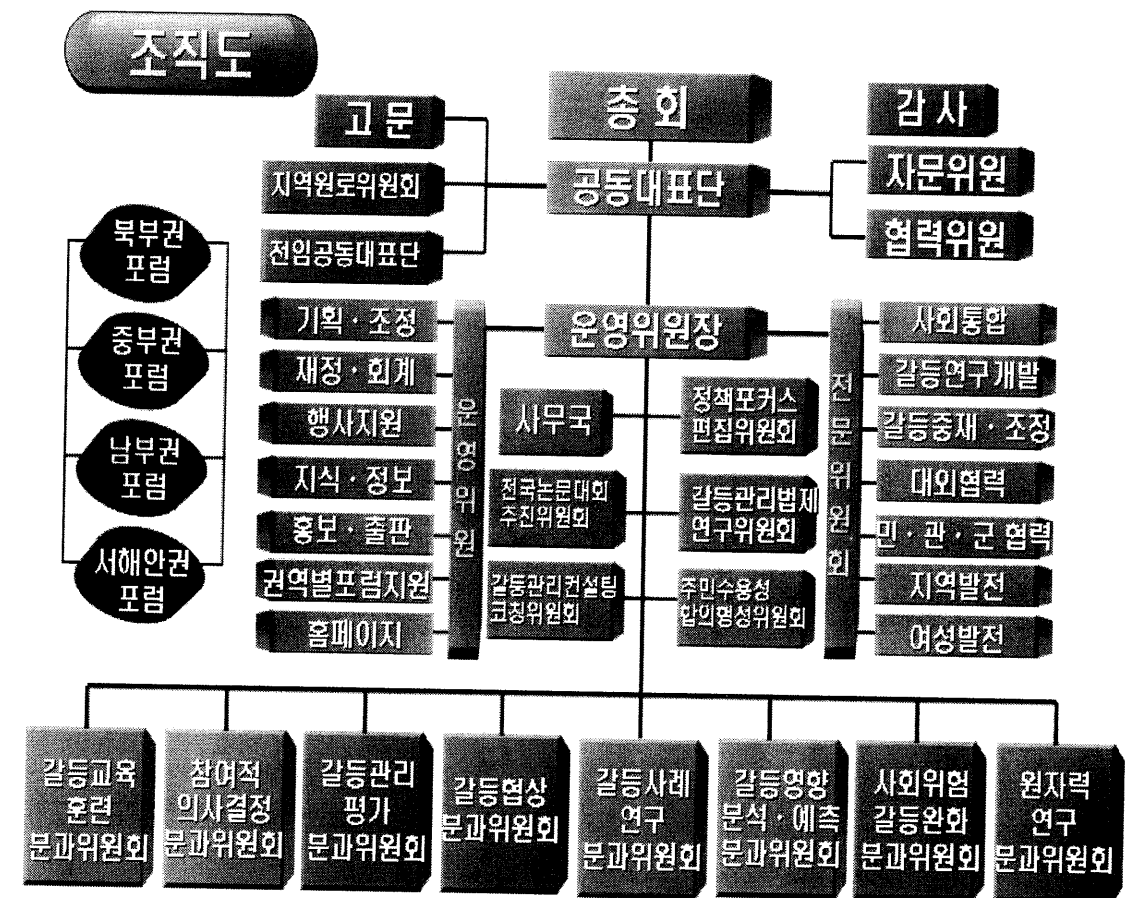 조직도
총 회
고 문
감 사
지역원로위원회
공동대표단
자문위원
전임공동대표단
협력위원
북부권
포럼
중부권
포럼
남부권
포럼
서해안권
포럼
기획 · 조정
재정 · 회계
행사지원
지식 · 정보
홍보 · 출판
권역별포럼지원
홈페이지
운영위원
운영위원장
사무국
정책포커스
편집위원회
전국논문대회
추진위원회
갈등관리법제
연구위원회
갈등관리컨설팅
코칭위원회
주민수용성
합의형성위원회
전문위원회
사회통합
갈등연구개발
갈등중재 · 조정
대외협력
민 · 관 · 군 협력
지역발전
여성발전
갈등교육
훈련
분과위원회
참여적
의사결정
분과위원회
갈등관리
평가
분과위원회
갈등협상
분과위원회
갈등사례
연구
분과위원회
갈등영향
분석 · 예측
분과위원회
사회위험
갈등완화
분과위원회
원자력
연구
분과위원회